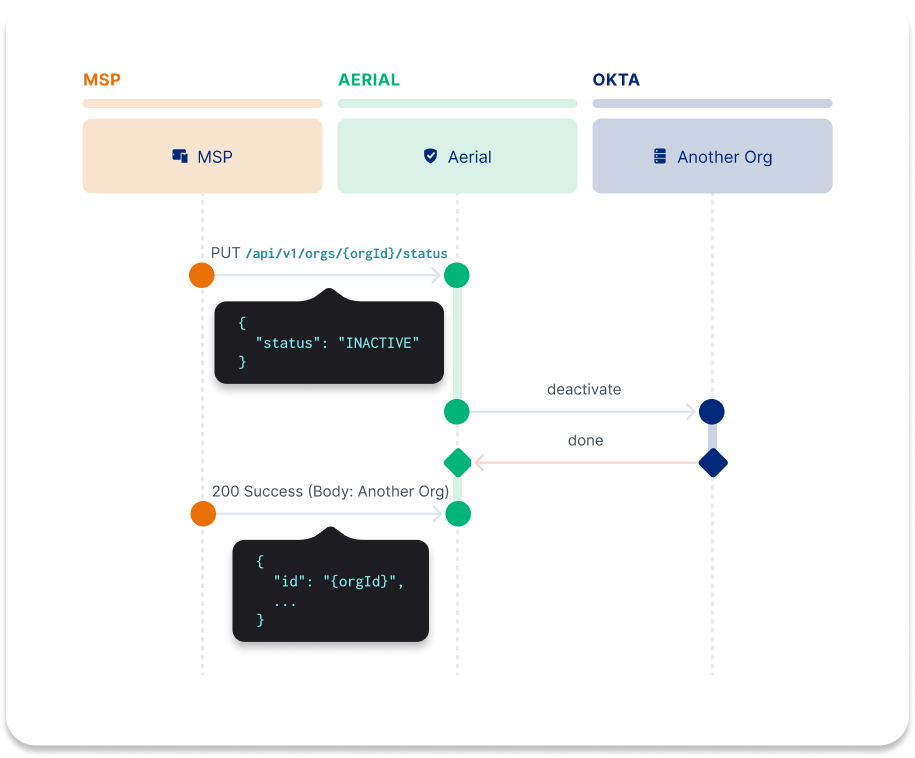 MSP
AERIAL
OKTA
MSP
Aerial
Another Org
PUT /api/v1/orgs/{orgId}/status
{
"status": "INACTIVE"
}
deactivate
done
200 Success (Body: Another Org)
{
"id": "{orgId}",
...
}